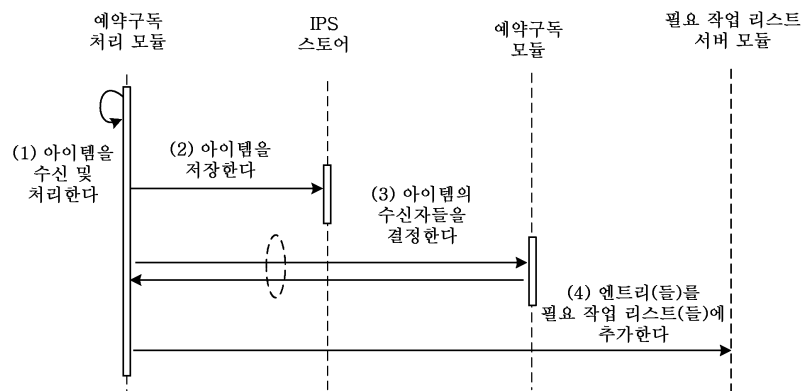 예약구독
처리 모듈
IPS
스토어
예약구독
모듈
필요 작업 리스트
서버 모듈
(1) 아이템을
수신 및
처리한다
(2) 아이템을
저장한다
(3) 아이템의
수신자들을
결정한다
(4) 엔트리(들)를
필요 작업 리스트(들)에
추가한다